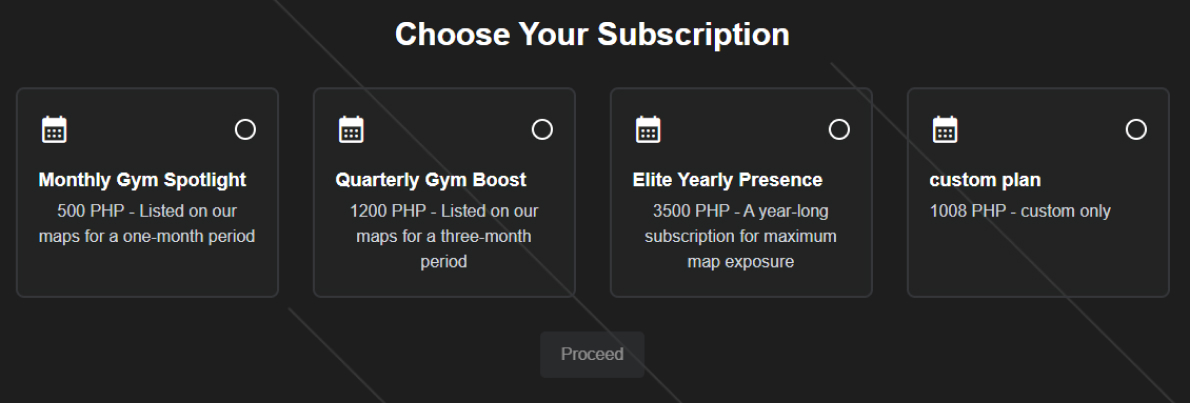 Choose Your Subscription
Monthly Gym Spotlight
500 PHP - Listed on our
maps for a one-month period
Quarterly Gym Boost
1200 PHP - Listed on our
maps for a three-month
period
Elite Yearly Presence
3500 PHP - A year-long
subscription for maximum
map exposure
custom plan
1008 PHP - custom only
Proceed